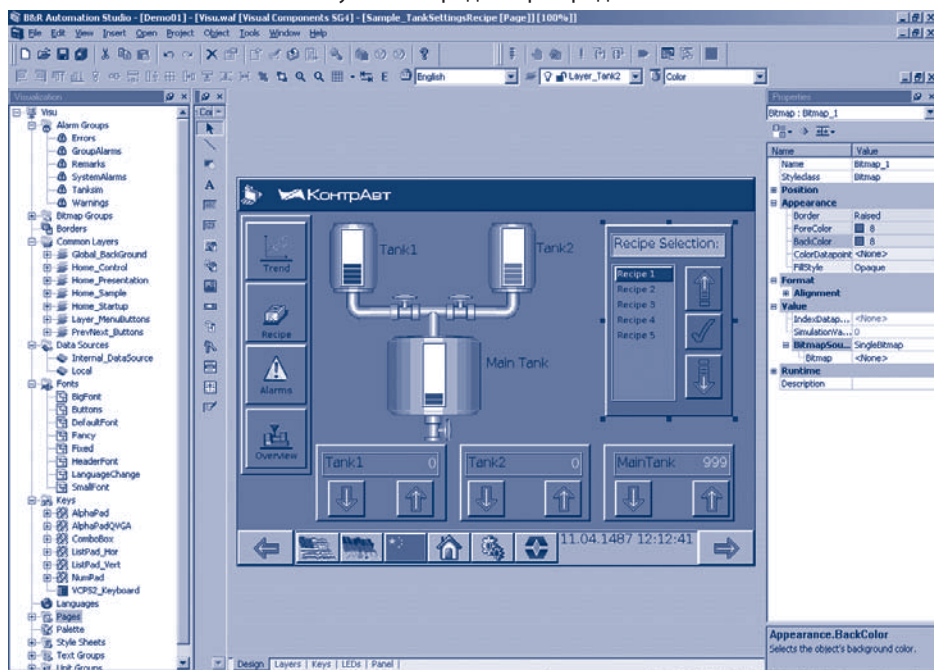 B&R Automation Studio - [Demo01] - [Visu.waf [Visual Components SG4] - [Sample_TankSettingsRecipe [Page]] [100%]]
File Edit View Insert Open Project Object Tools Window Help
English
Layer_Tank2
Color
Visualization
Visu
Alarm Groups
Errors
GroupAlarms
Remarks
SystemAlarms
Tanksim
Warnings
Bitmap Groups
Borders
Common Layers
Global_BackGround
Home_Control
Home_Presentation
Home_Sample
Home_Startup
Layer_MenuButtons
PrevNext_Buttons
Data Sources
Internal_DataSource
Local
Fonts
BigFont
Buttons
DefaultFont
Fancy
Fixed
HeaderFont
LanguageChange
SmallFont
Keys
AlphaPad
AlphaPadQVGA
ComboBox
ListPad_Hor
ListPad_Vert
NumPad
VCPS2_Keyboard
Languages
Pages
Palette
Style Sheets
Text Groups
Unit Groups
КонтрАвт
Trend
Recipe
Alarms
Overview
Tank1
Tank2
Main Tank
Recipe Selection:
Recipe 1
Recipe 2
Recipe 3
Recipe 4
Recipe 5
Tank1 0
Tank2 0
MainTank 999
11.04.1487 12:12:41
Design Layers Keys LEDs Panel
Properties
Bitmap : Bitmap_1
Name Value
Name Bitmap_1
Styleclass Bitmap
Position
Appearance
Border Raised
ForeColor 8
BackColor 8
ColorDatapoint <None>
FillStyle Opaque
Format
Alignment
Value
IndexDatap... <None>
SimulationVa... 0
BitmapSou... SingleBitmap
Bitmap <None>
Runtime
Description
Appearance.BackColor
Selects the object's background color.